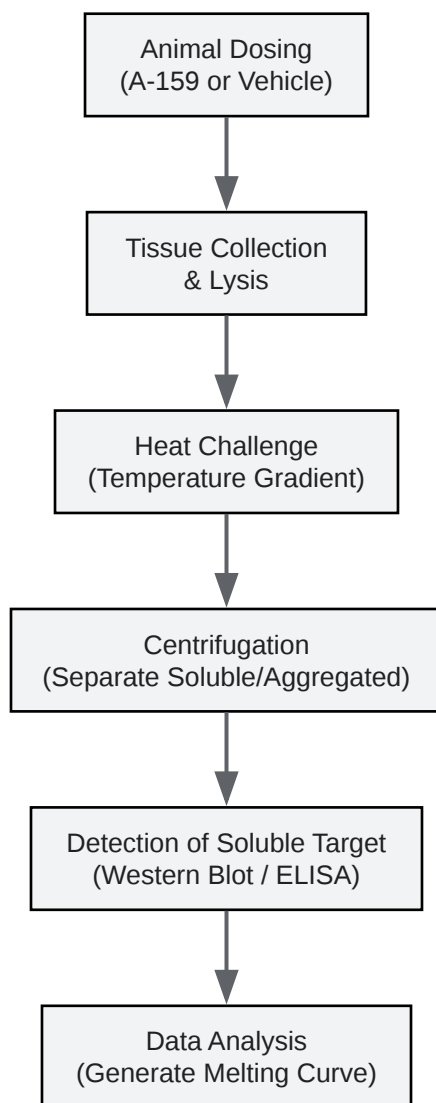 Animal Dosing
(A-159 or Vehicle)
Tissue Collection
& Lysis
Heat Challenge
(Temperature Gradient)
Centrifugation
(Separate Soluble/Aggregated)
Detection of Soluble Target
(Western Blot / ELISA)
Data Analysis
(Generate Melting Curve)